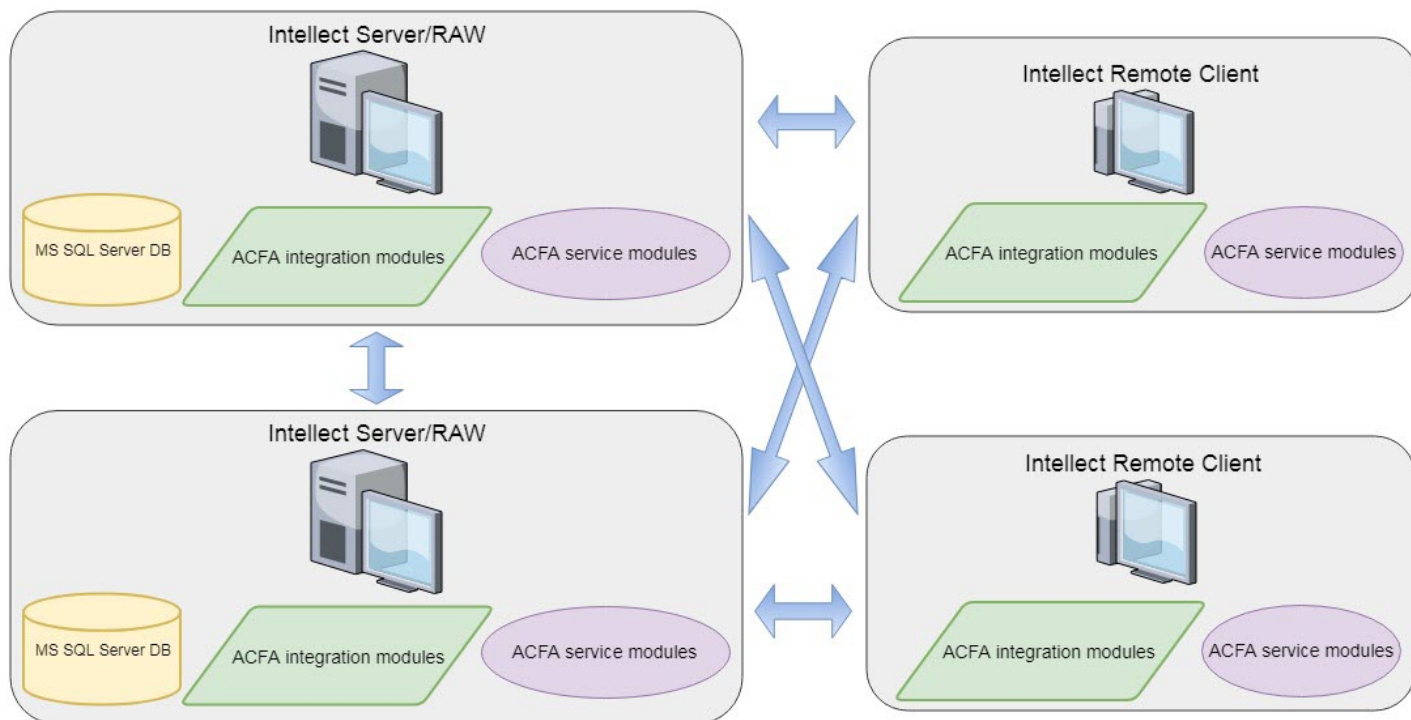 Intellect Server/RAW
MS SQL Server DB
ACFA integration modules
ACFA service modules
Intellect Remote Client
ACFA integration modules
ACFA service modules
Intellect Server/RAW
MS SQL Server DB
ACFA integration modules
ACFA service modules
Intellect Remote Client
ACFA integration modules
ACFA service modules